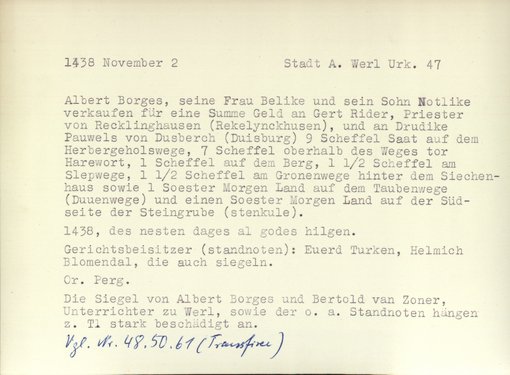 1438 November 2 Stadt A. Werl Urk. 47
Albert Borges, seine Frau Belike und sein Sohn Notlike
verkaufen für eine Summe Geld an Gert Rider, Priester
von Recklinghausen (Rekelynckhusen), und an Drudike
Pauwels von Dusberch (Duisburg) 9 Scheffel Saat auf dem
Herbergeholswege, 7 Scheffel oberhalb des Weges tor
Harewort, 1 Scheffel auf dem Berg, 1 1/2 Scheffel am
Slepwege, 1 1/2 Scheffel am Gronenwege hinter dem Siechen-
haus sowie 1 Soester Morgen Land auf dem Taubenwege
(Duuenwege) und einen Soester Morgen Land auf der Süd-
seite der Steingrube (stenkule).
1438, des nesten dages al godes hilgen.
Gerichtsbeisitzer (standnoten): Euerd Turken, Helmich
Blomendal, die auch siegeln.
Or. Perg.
Die Siegel von Albert Borges und Bertold van Zoner,
Unterrichter zu Werl, sowie der o. a. Standnoten hängen
z. Tl stark beschädigt an.
Vgl. Nr. 48.50.61 (Transfixe)